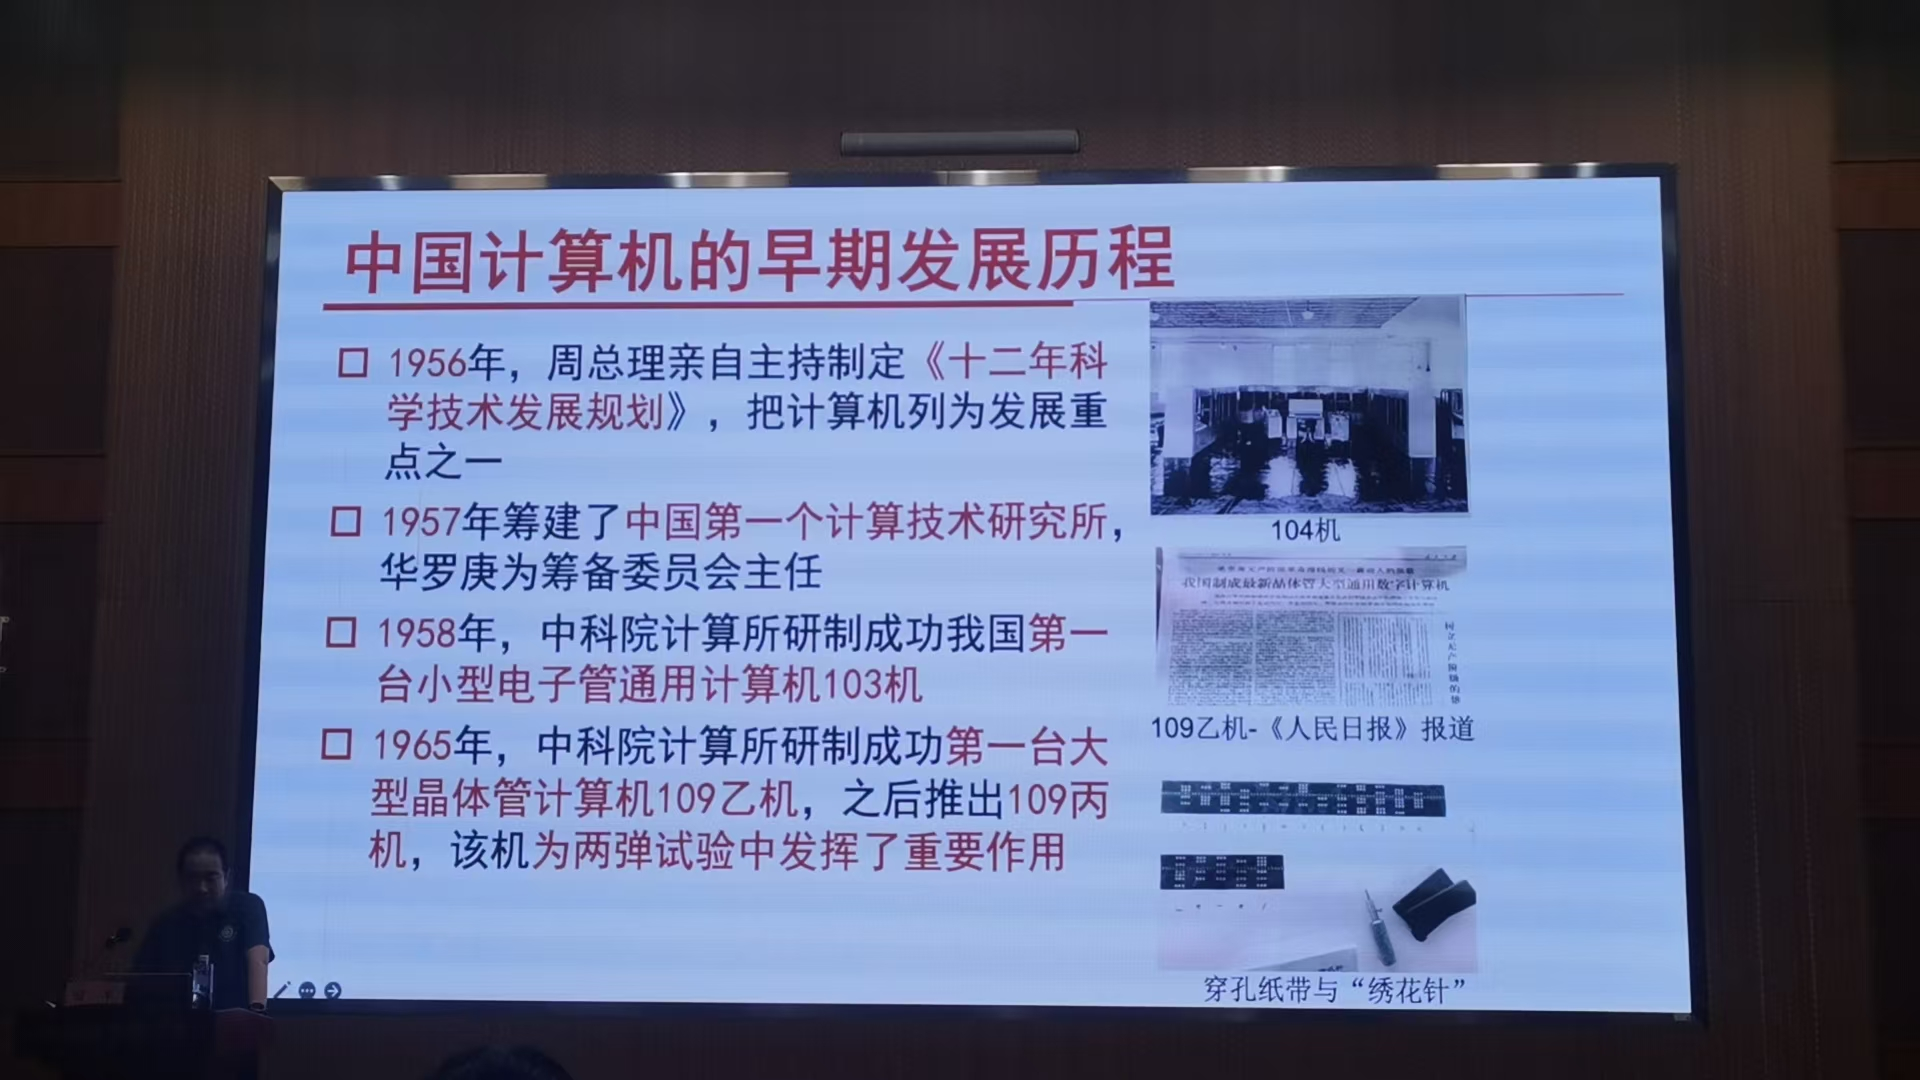 中国计算机的早期发展历程
□ 1956年，周总理亲自主持制定《十二年科
学技术发展规划》，把计算机列为发展重
点之一
□ 1957年筹建了中国第一个计算技术研究所，
华罗庚为筹备委员会主任
□ 1958年，中科院计算所研制成功我国第一
台小型电子管通用计算机103机
□ 1965年，中科院计算所研制成功第一台大
型晶体管计算机109乙机，之后推出109丙
机，该机为两弹试验中发挥了重要作用
104机
我国制成最新晶体管大型通用数字计算机
109乙机-《人民日报》报道
穿孔纸带与“绣花针”